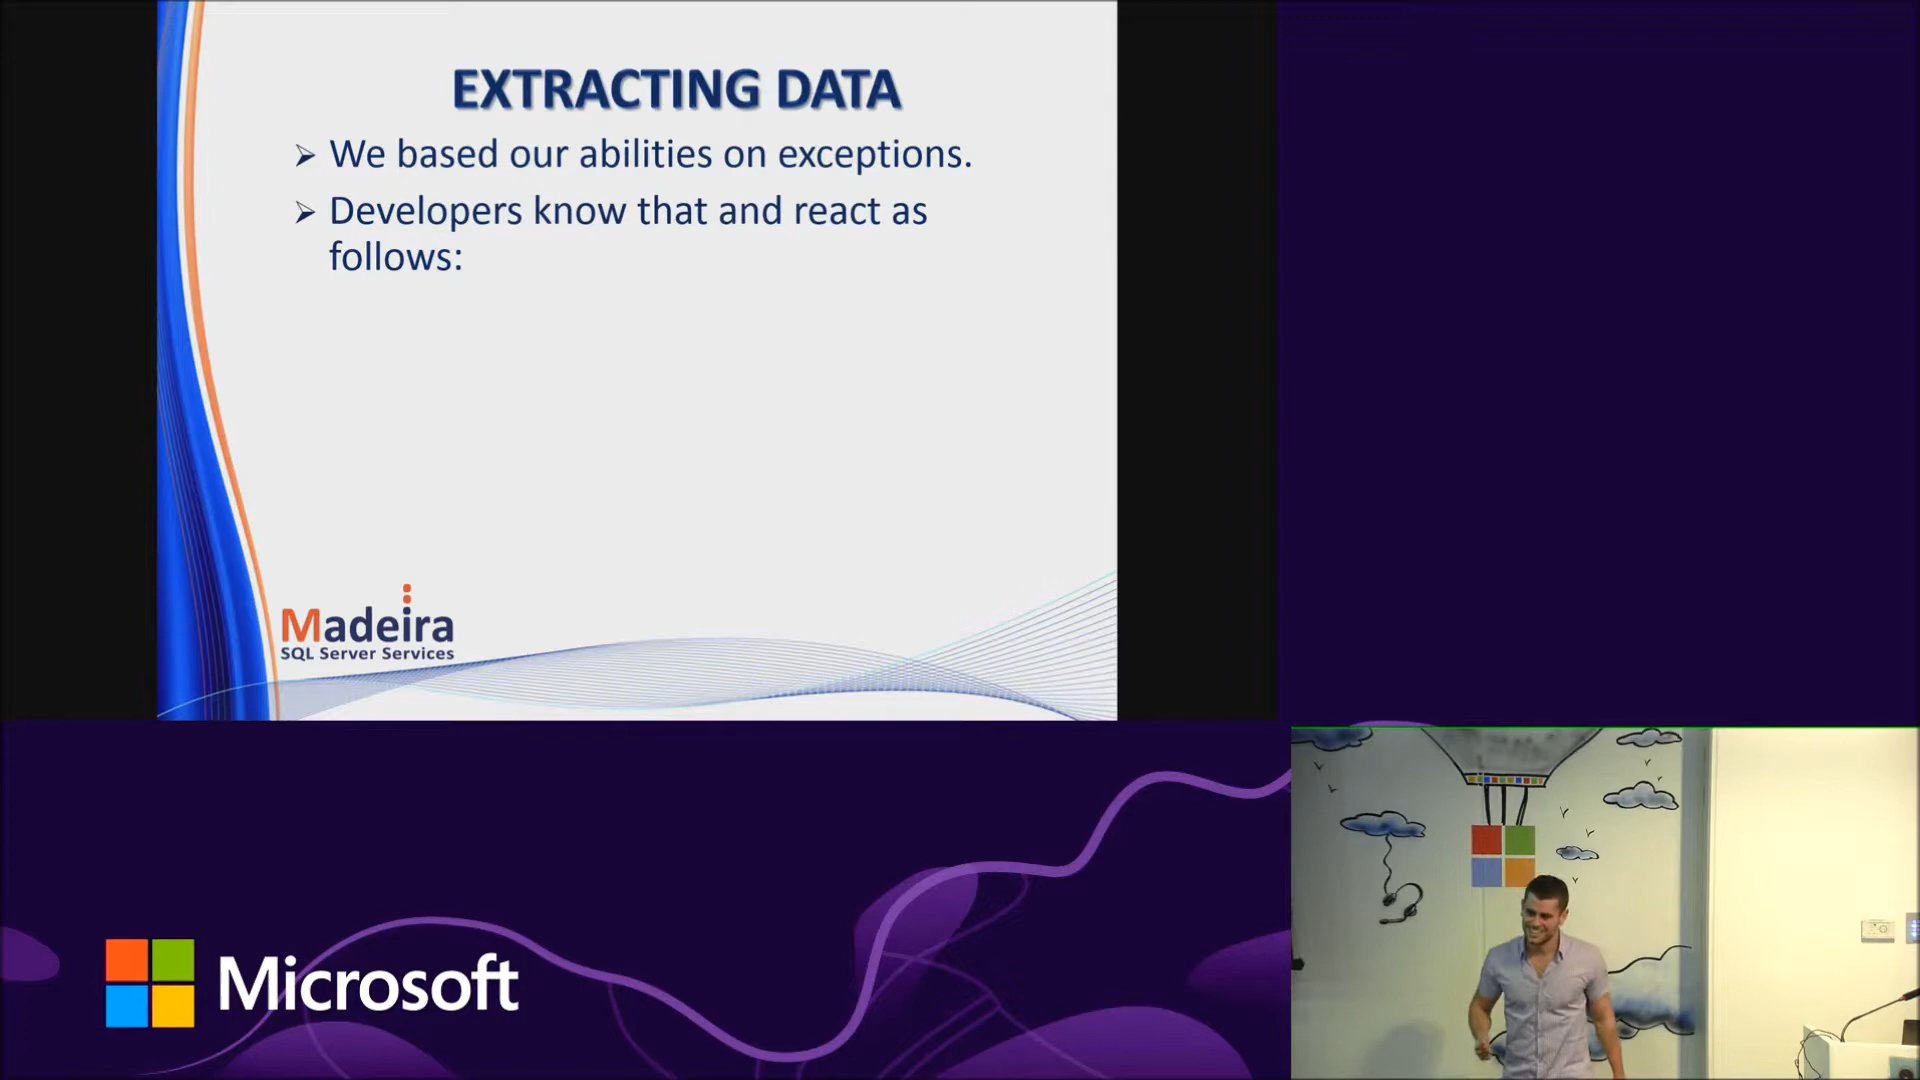 EXTRACTING DATA
➢ We based our abilities on exceptions.
➢ Developers know that and react as
follows:
Madeira
SQL Server Services
Microsoft